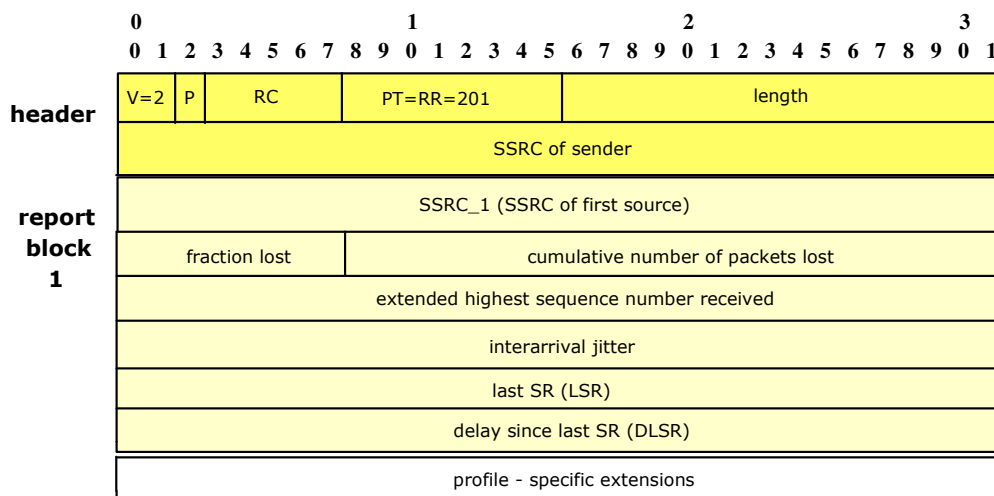 0 1 2 3
0 1 2 3 4 5 6 7 8 9 0 1 2 3 4 5 6 7 8 9 0 1 2 3 4 5 6 7 8 9 0 1
header
V=2 P RC PT=RR=201 length
SSRC of sender
report
block
1
SSRC_1 (SSRC of first source)
fraction lost cumulative number of packets lost
extended highest sequence number received
interarrival jitter
last SR (LSR)
delay since last SR (DLSR)
profile - specific extensions